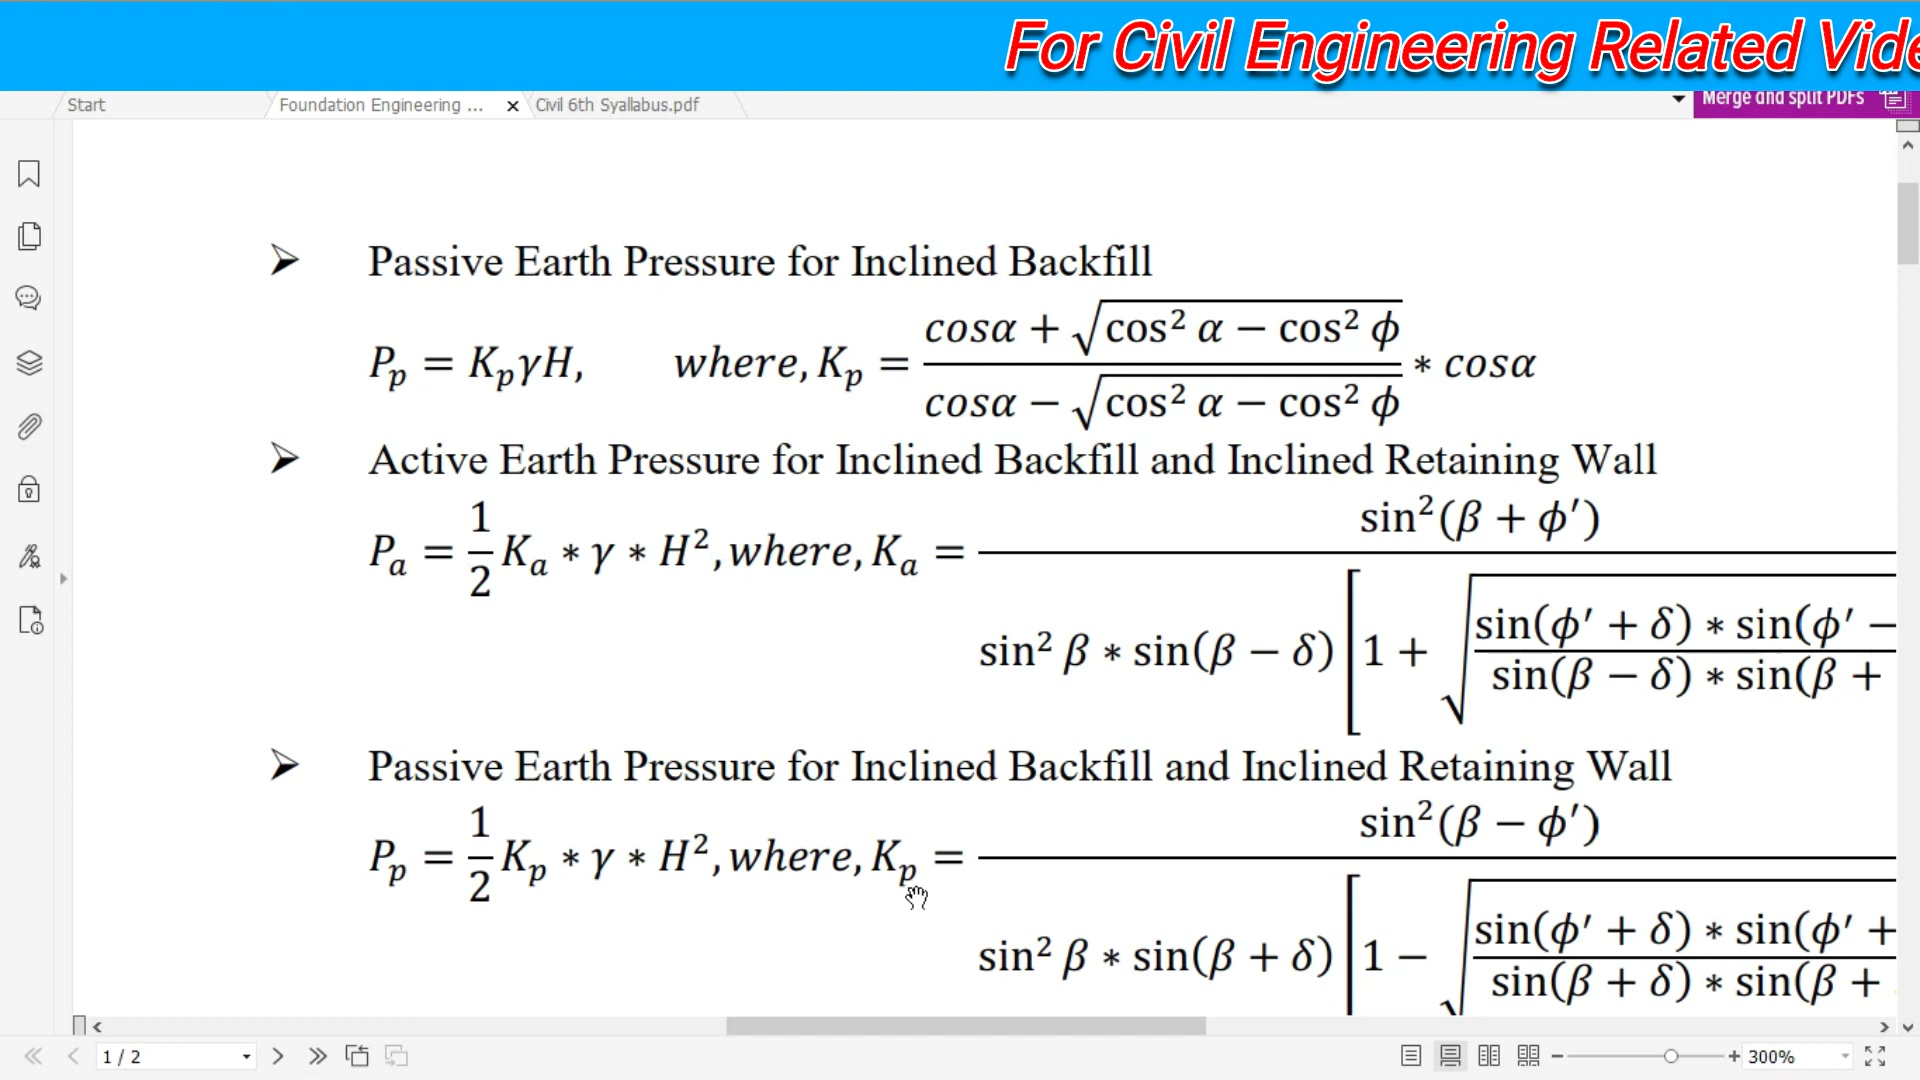 For Civil Engineering Related Vide
Start
Foundation Engineering ...
Civil 6th Syallabus.pdf
Merge and split PDFs
➢ Passive Earth Pressure for Inclined Backfill
P_p = K_pγH, where, K_p = (cosα + √(cos² α − cos² ϕ)) / (cosα − √(cos² α − cos² ϕ)) * cosα
➢ Active Earth Pressure for Inclined Backfill and Inclined Retaining Wall
P_a = 1/2 K_a * γ * H², where, K_a = sin²(β + ϕ′) / sin² β * sin(β − δ) [1 + √(sin(ϕ′ + δ) * sin(ϕ′ − / sin(β − δ) * sin(β +
➢ Passive Earth Pressure for Inclined Backfill and Inclined Retaining Wall
P_p = 1/2 K_p * γ * H², where, K_p = sin²(β − ϕ′) / sin² β * sin(β + δ) [1 − √(sin(ϕ′ + δ) * sin(ϕ′ + / sin(β + δ) * sin(β +
1 / 2
300%